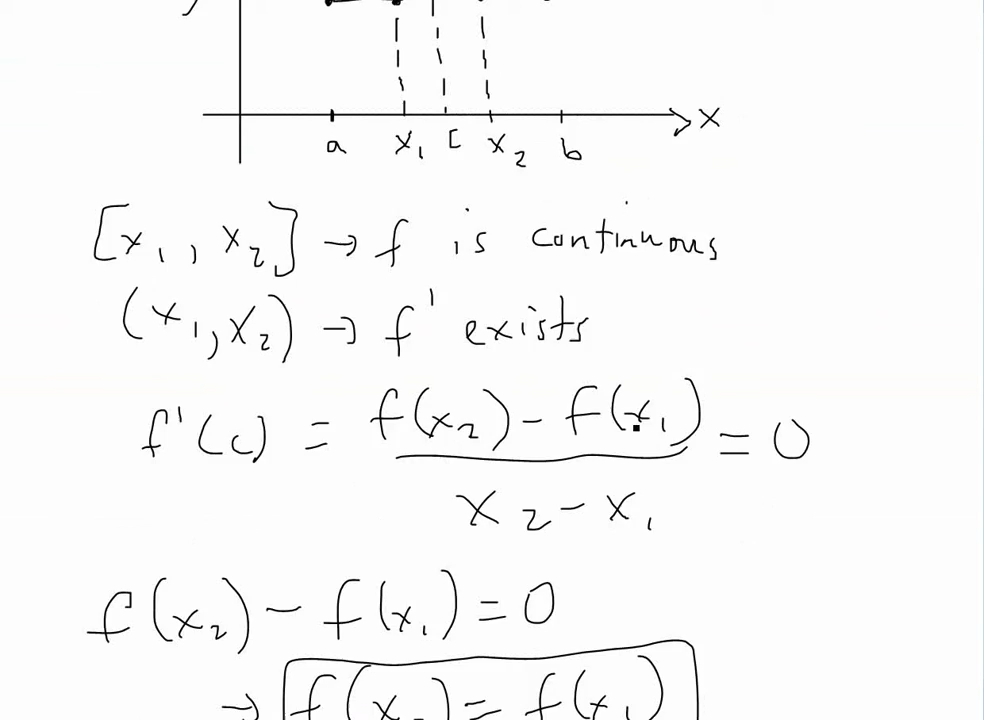 x
a x₁ c x₂ b
[x₁, x₂] → f is continuous
(x₁, x₂) → f' exists
f'(c) = f(x₂) - f(x₁) / x₂ - x₁ = 0
f(x₂) - f(x₁) = 0
→ f(x₂) = f(x₁)